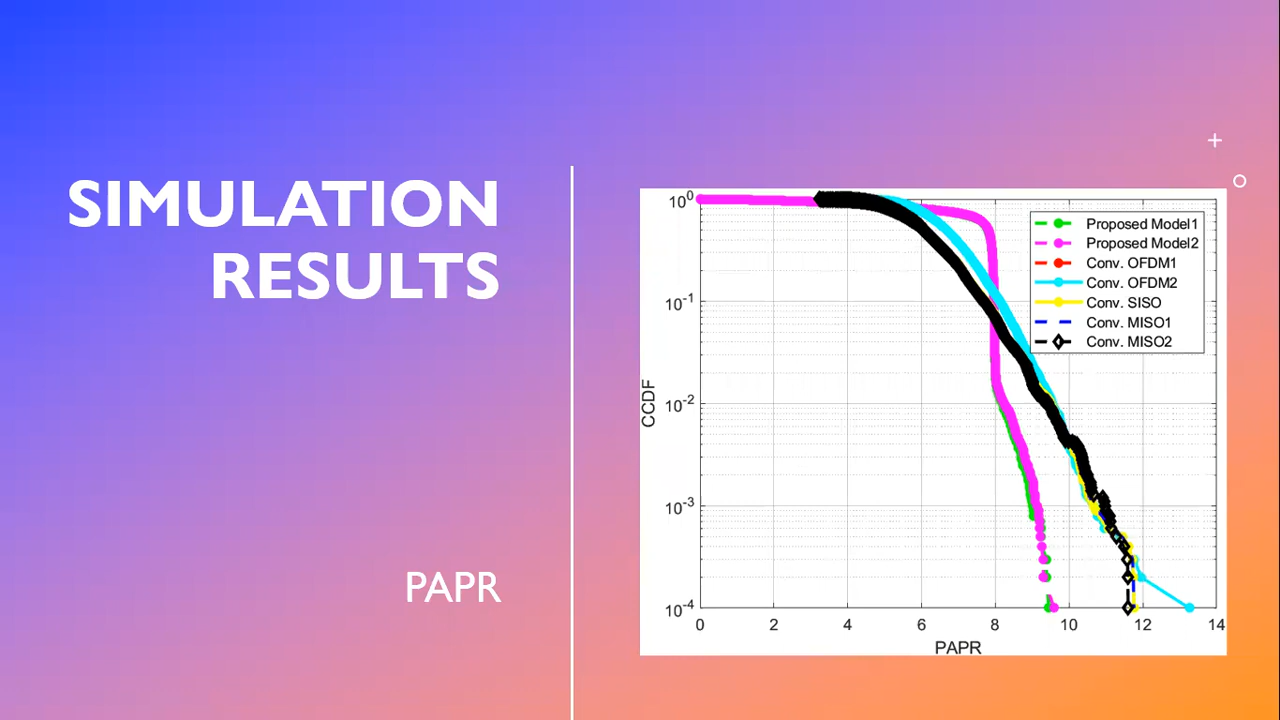 SIMULATION
RESULTS
PAPR
10^0
10^-1
10^-2
10^-3
10^-4
CCDF
0 2 4 6 8 10 12 14
PAPR
Proposed Model1
Proposed Model2
Conv. OFDM1
Conv. OFDM2
Conv. SISO
Conv. MISO1
Conv. MISO2